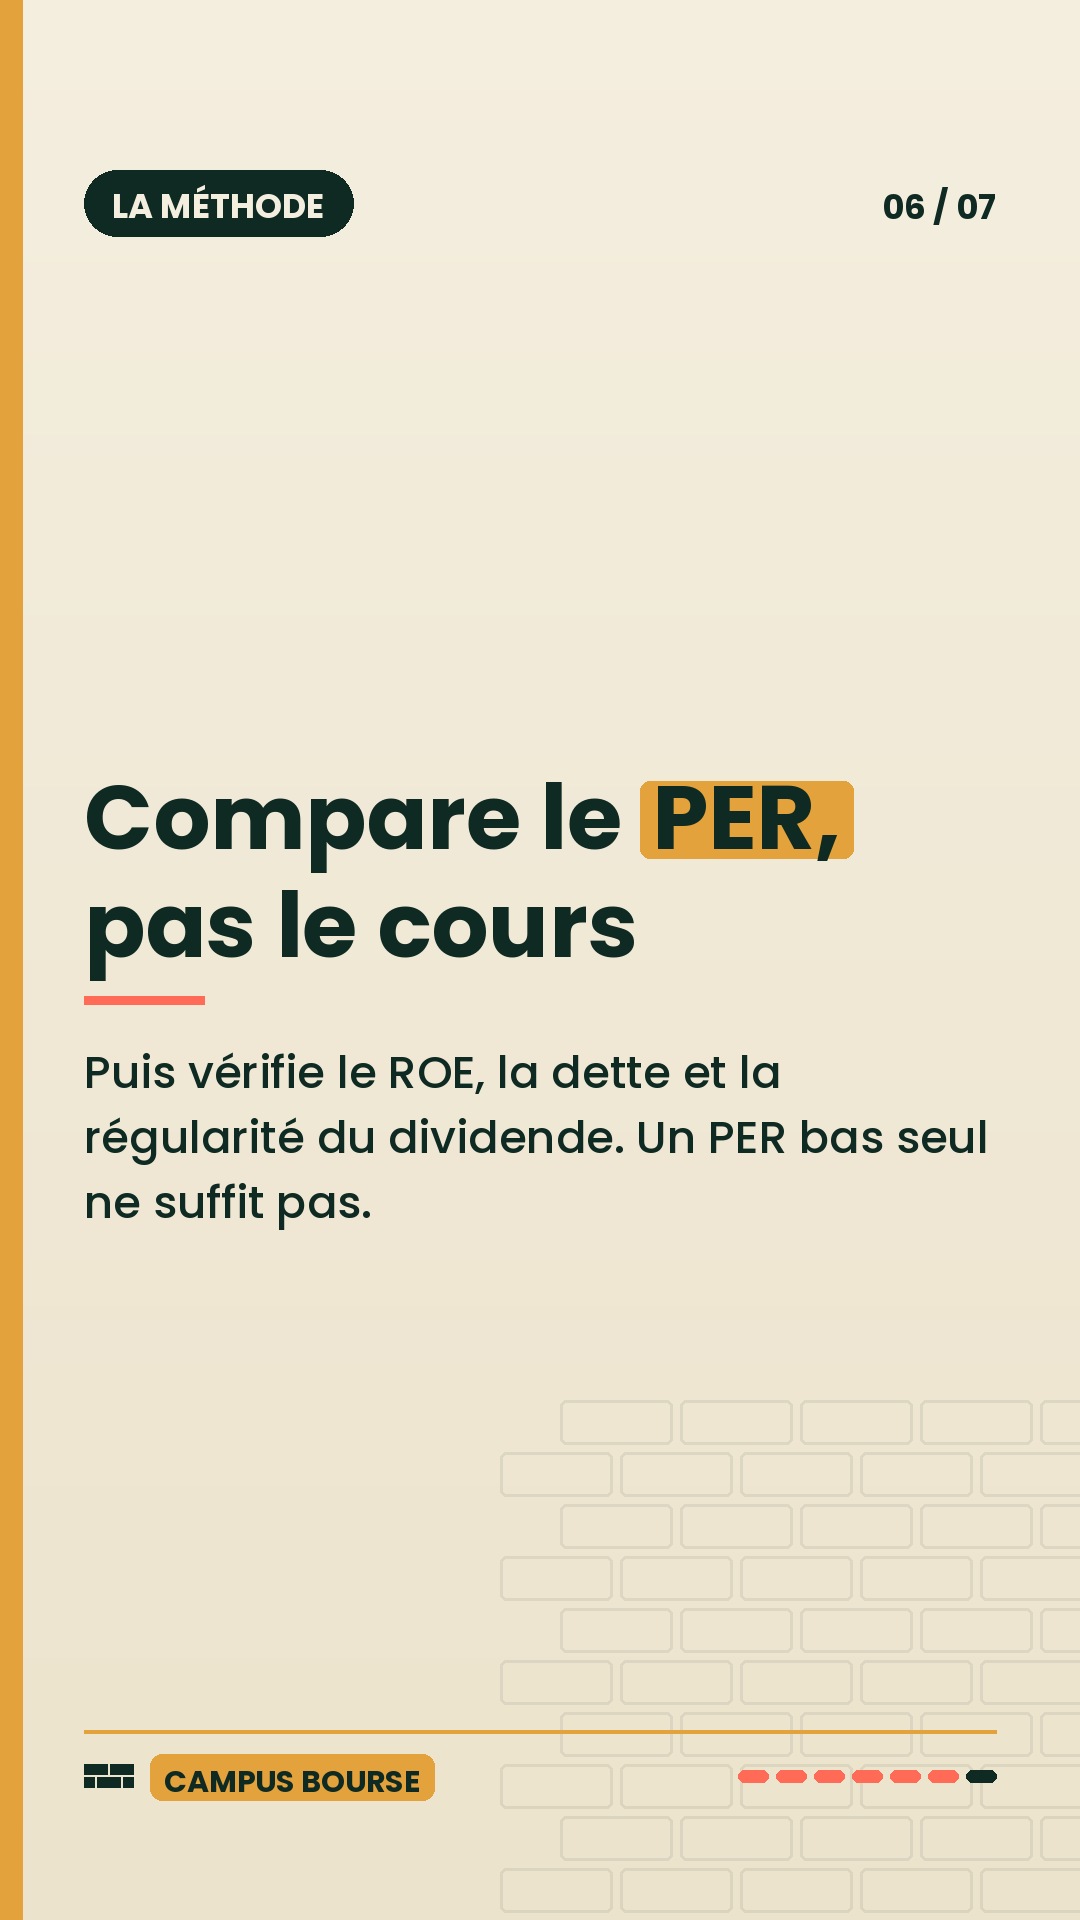 LA MÉTHODE
06 / 07
Compare le PER,
pas le cours
Puis vérifie le ROE, la dette et la
régularité du dividende. Un PER bas seul
ne suffit pas.
CAMPUS BOURSE